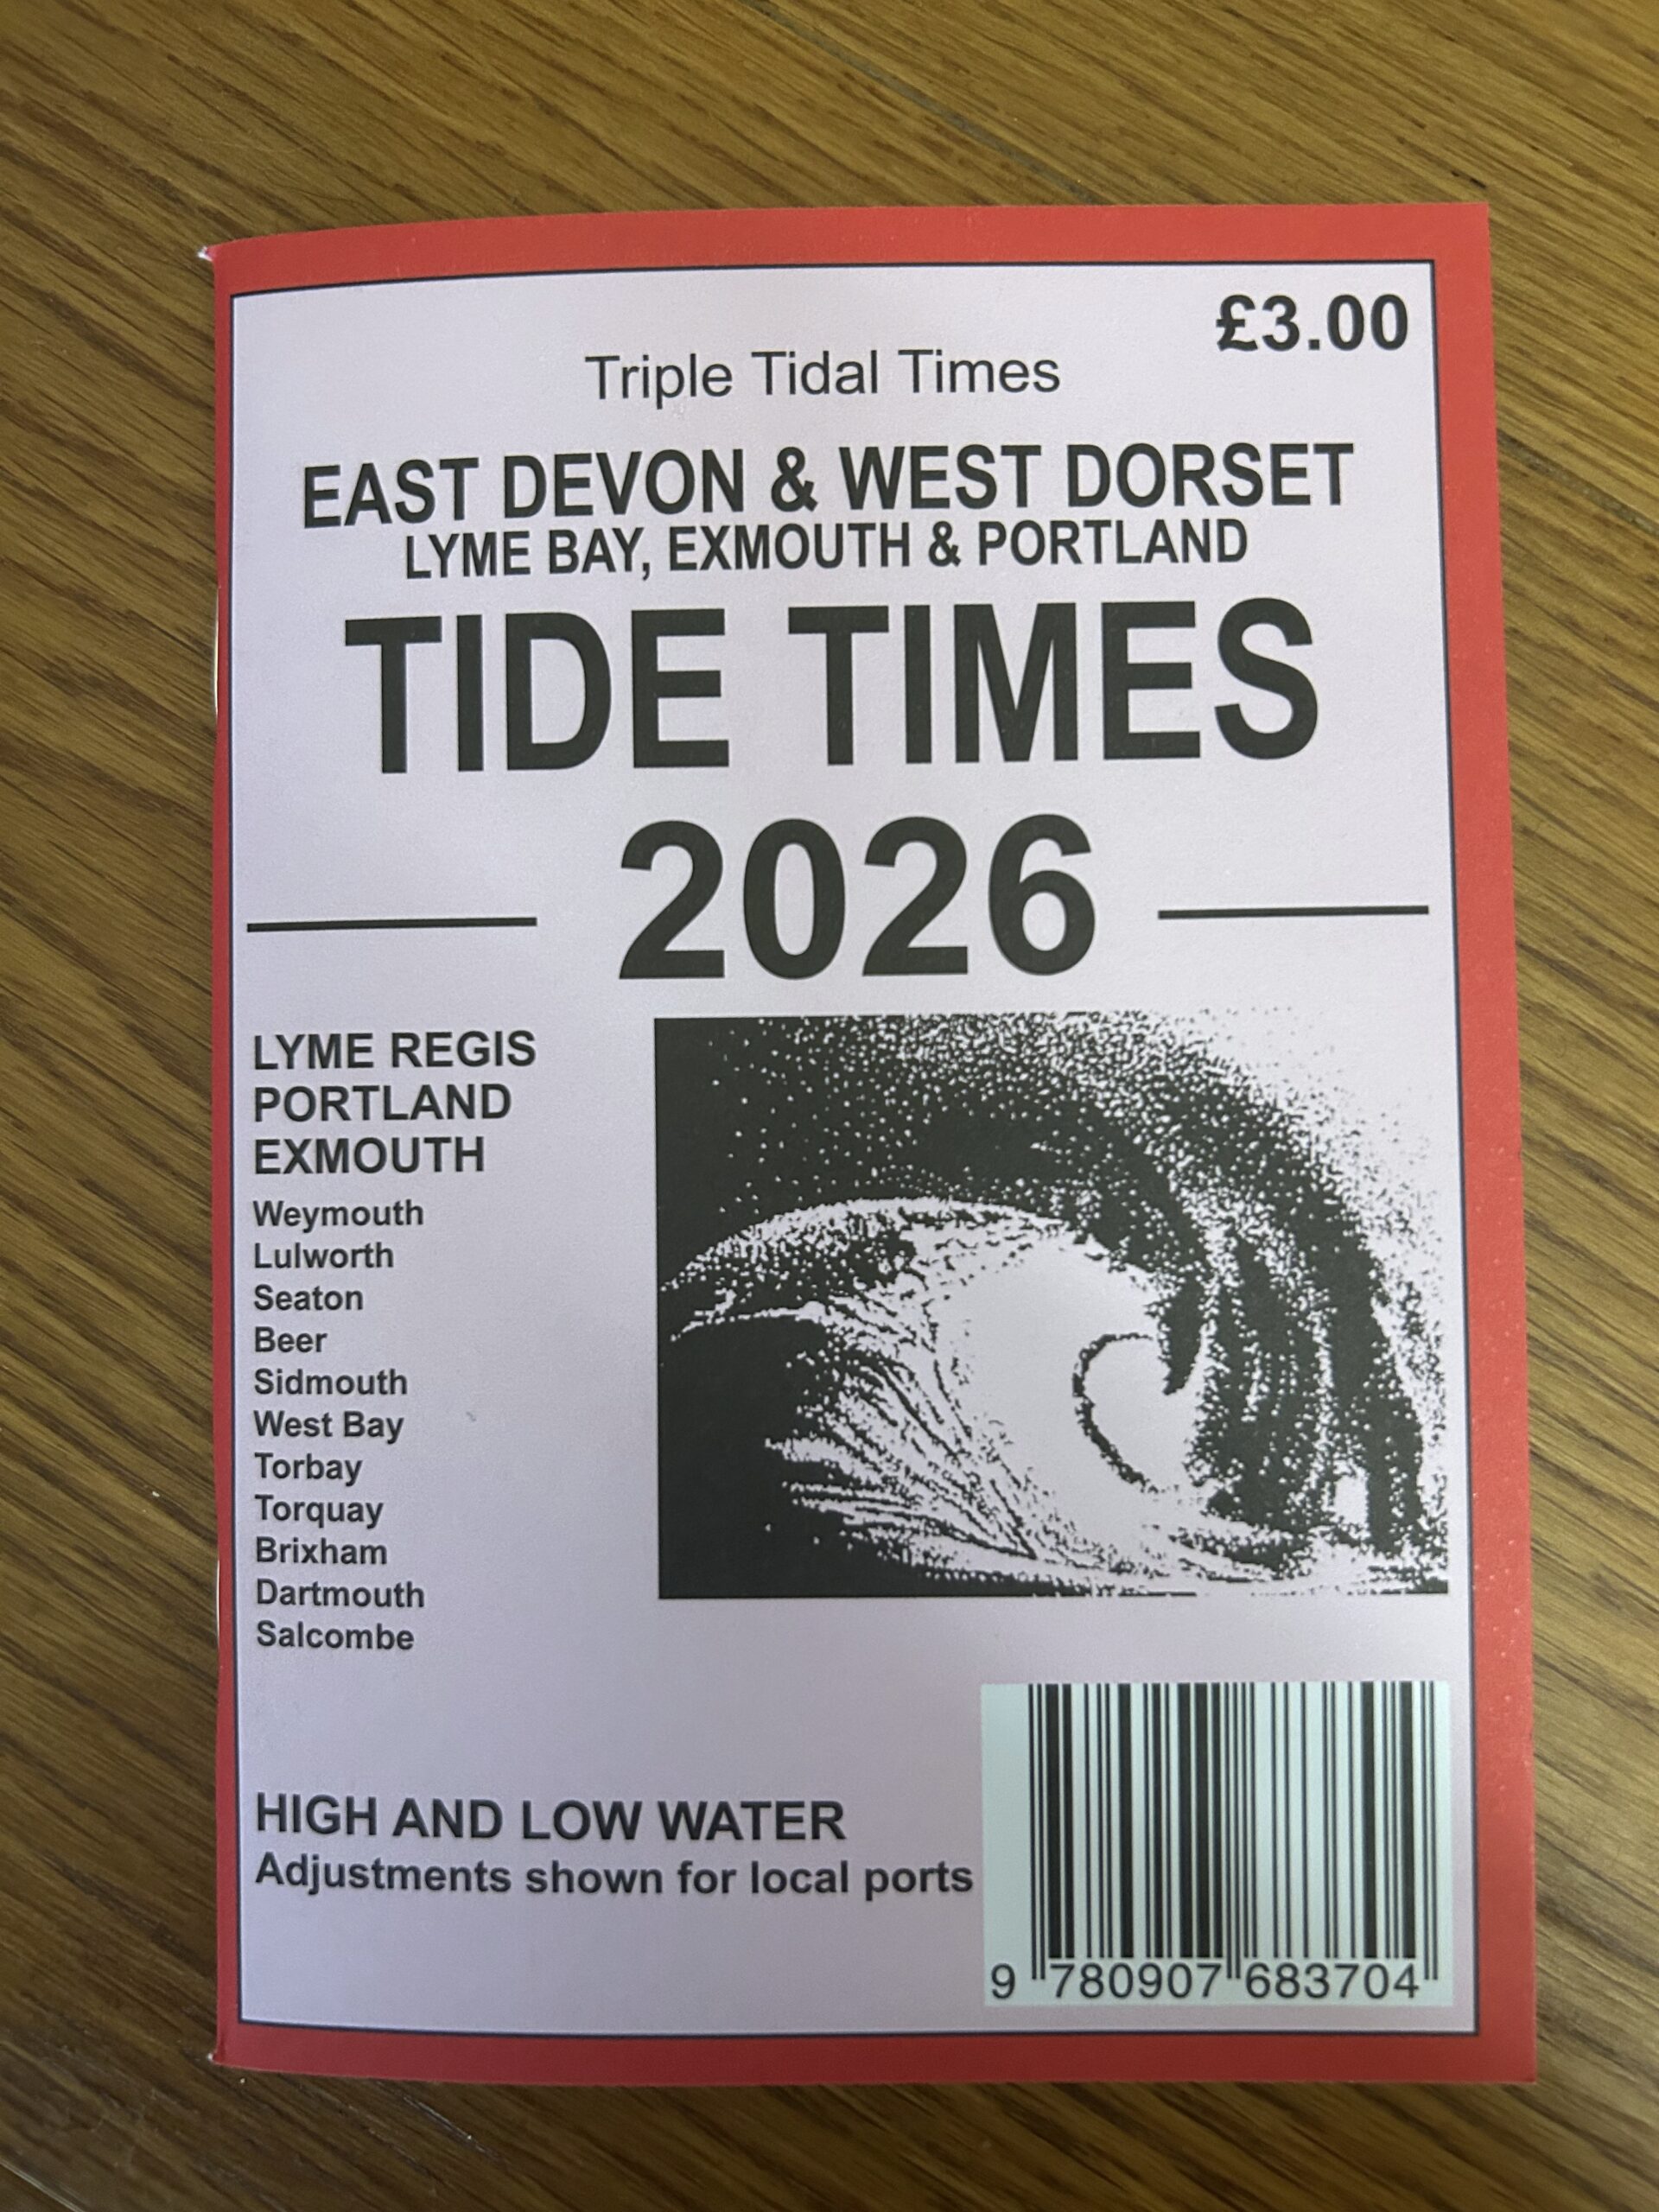 £3.00
Triple Tidal Times
EAST DEVON & WEST DORSET
LYME BAY, EXMOUTH & PORTLAND
TIDE TIMES
2026
LYME REGIS
PORTLAND
EXMOUTH
Weymouth
Lulworth
Seaton
Beer
Sidmouth
West Bay
Torbay
Torquay
Brixham
Dartmouth
Salcombe
HIGH AND LOW WATER
Adjustments shown for local ports
9 780907 683704